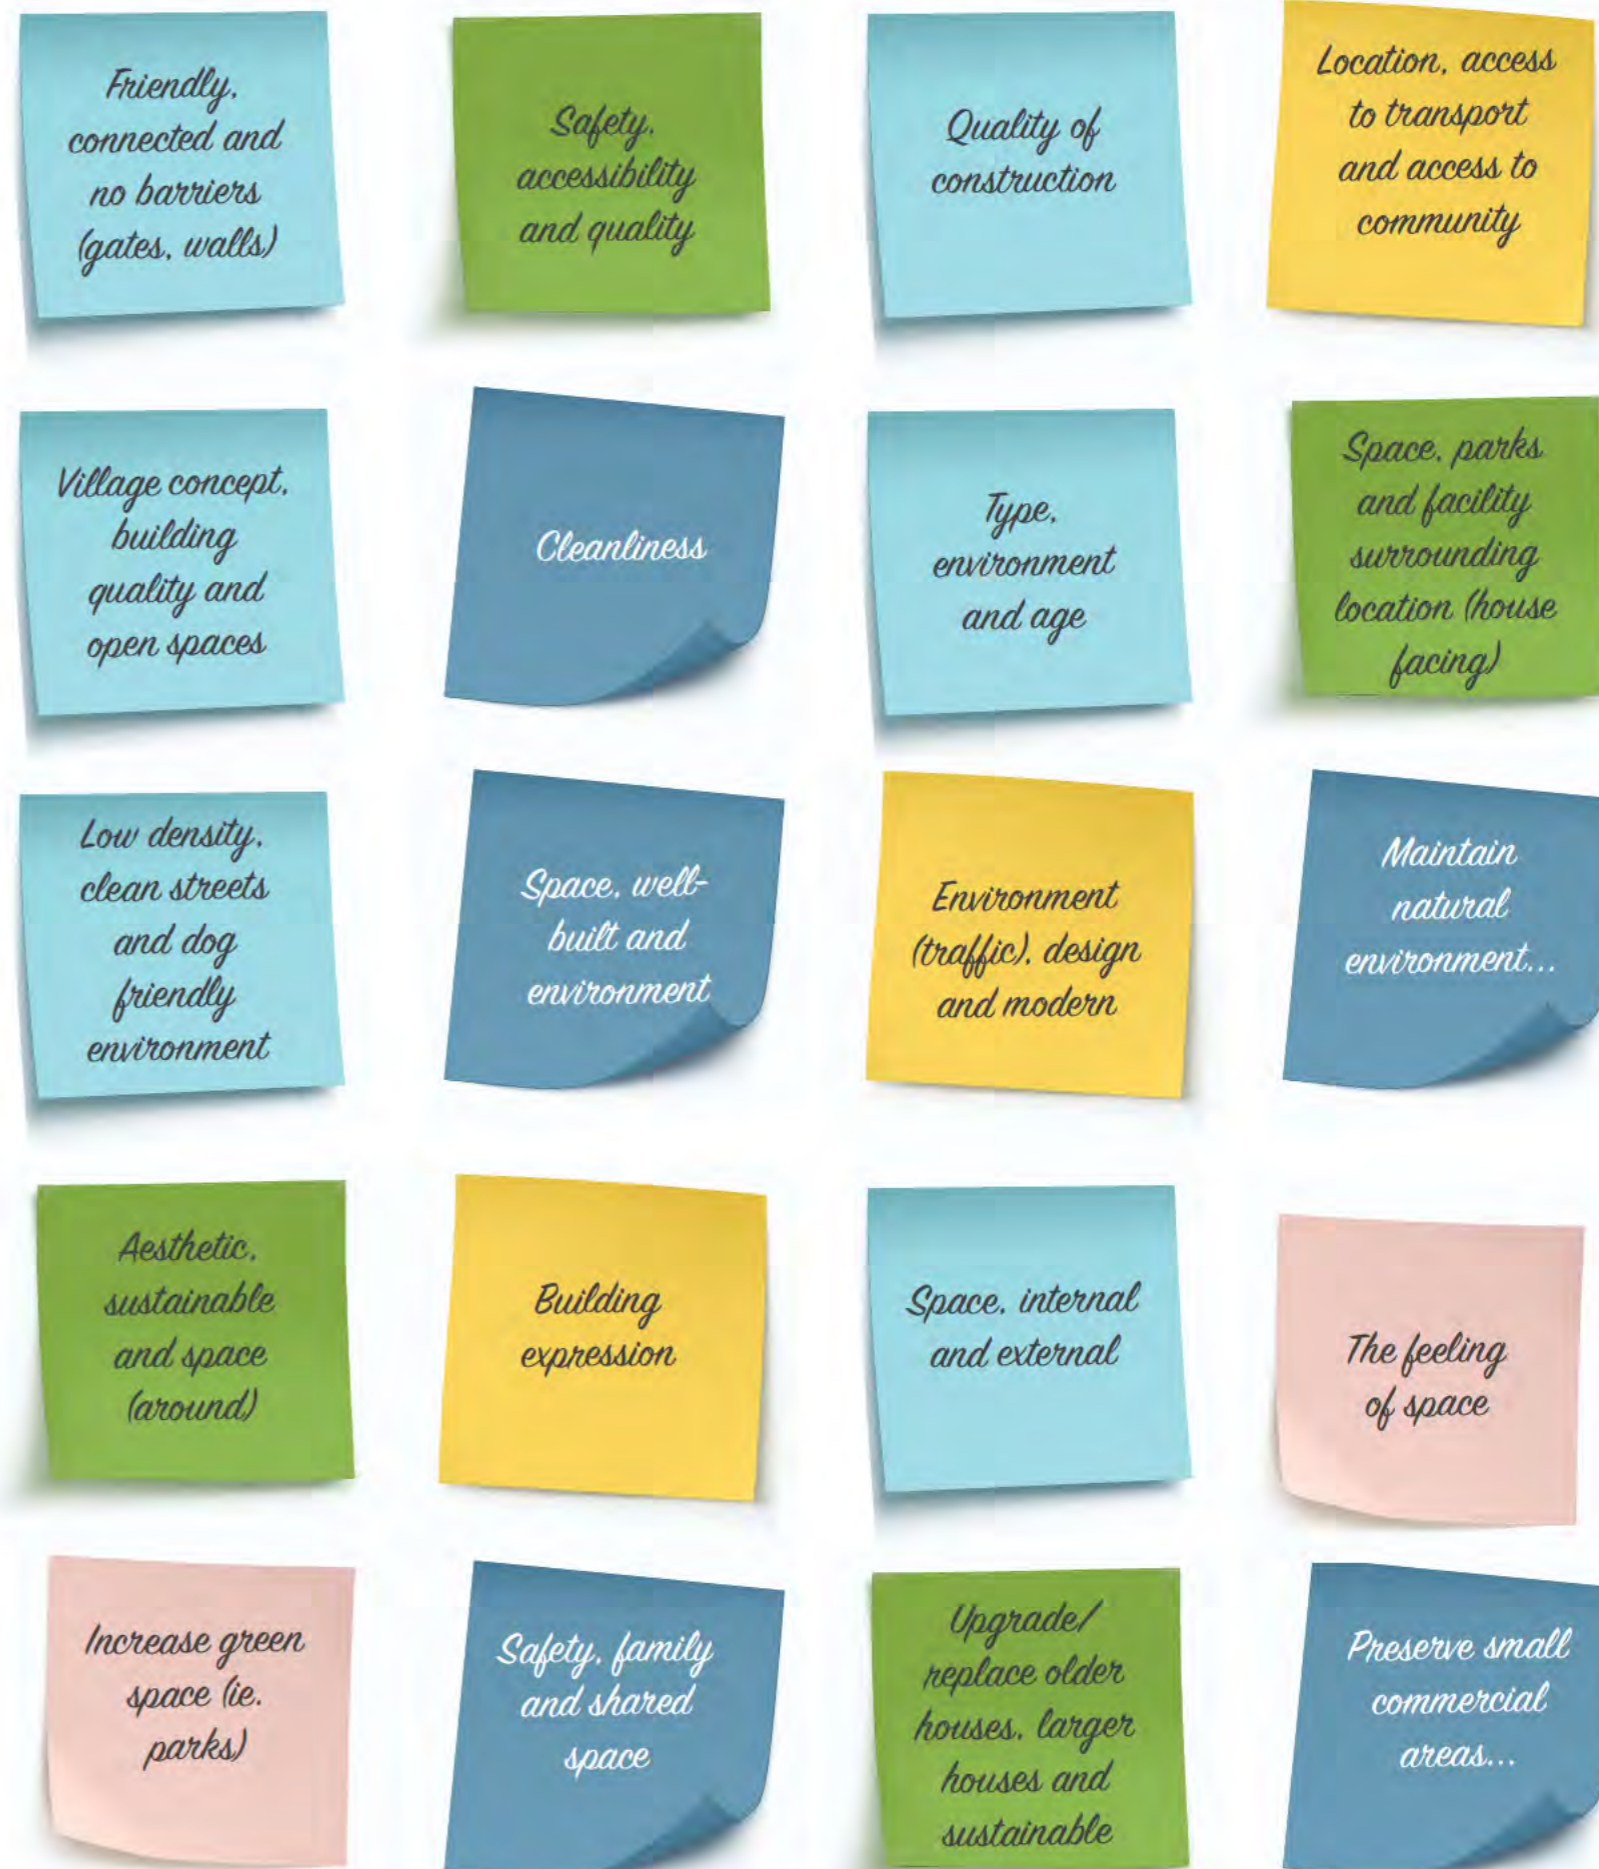 Friendly,
connected and
no barriers
(gates, walls)
Safety,
accessibility
and quality
Quality of
construction
Location, access
to transport
and access to
community
Village concept,
building
quality and
open spaces
Cleanliness
Type,
environment
and age
Space, parks
and facility
surrounding
location (house
facing)
Low density,
clean streets
and dog
friendly
environment
Space, well-
built and
environment
Environment
(traffic), design
and modern
Maintain
natural
environment...
Aesthetic,
sustainable
and space
(around)
Building
expression
Space, internal
and external
The feeling
of space
Increase green
space (ie.
parks)
Safety, family
and shared
space
Upgrade/
replace older
houses, larger
houses and
sustainable
Preserve small
commercial
areas...